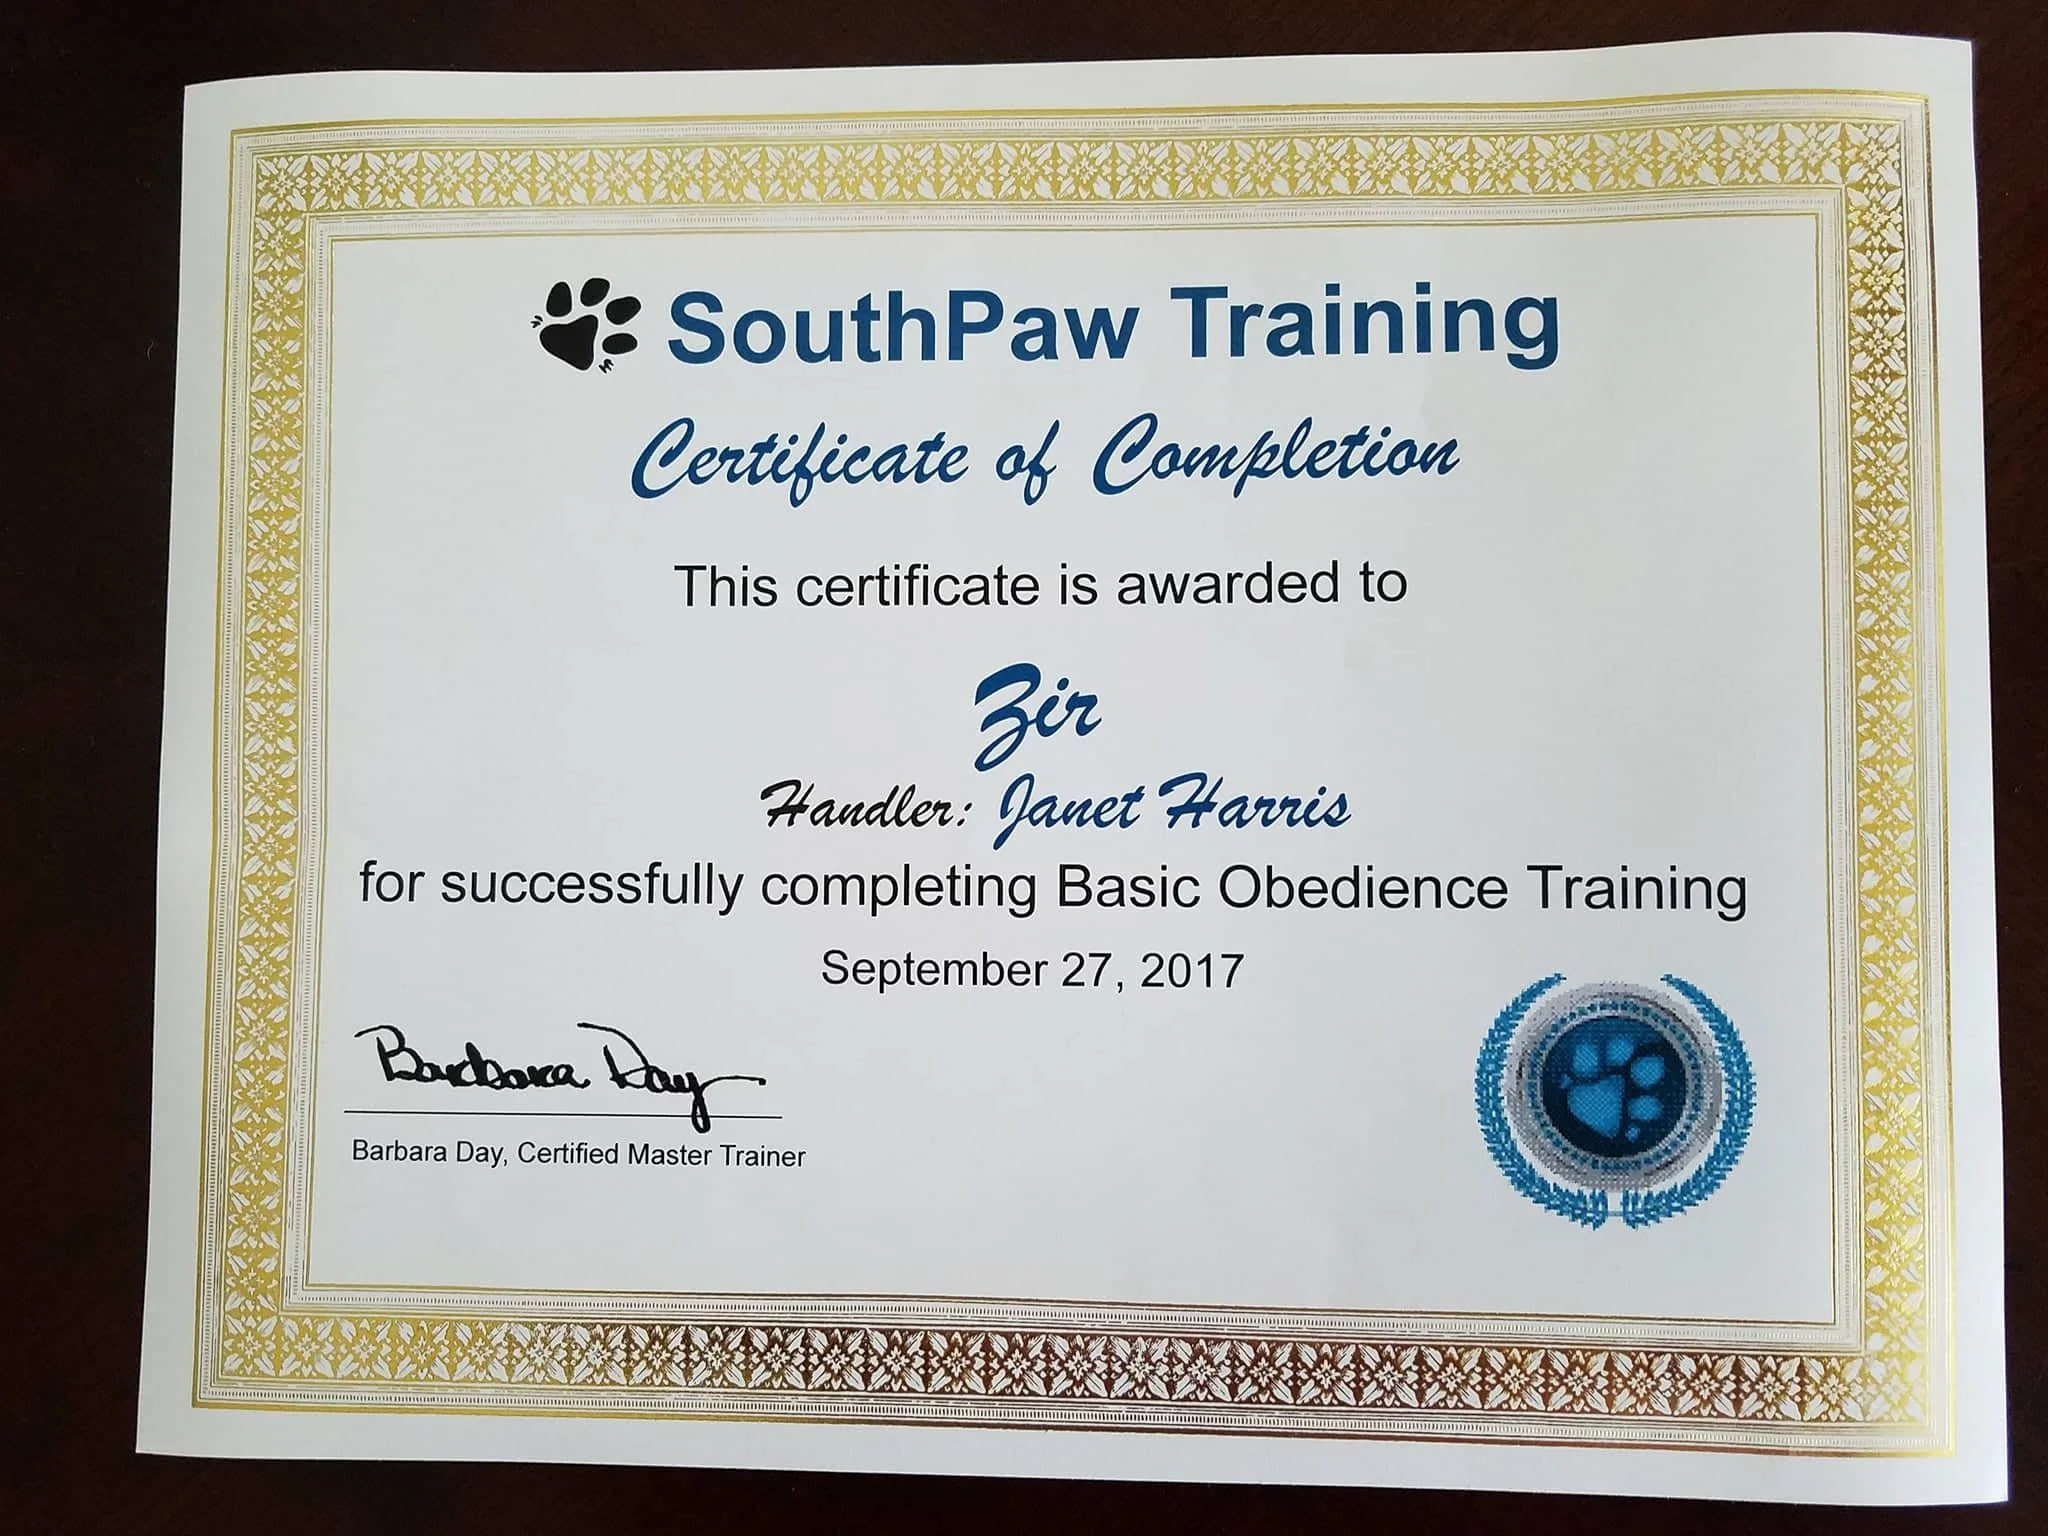 SouthPaw Training
Certificate of Completion
This certificate is awarded to
Zir
Handler: Janet Harris
for successfully completing Basic Obedience Training
September 27, 2017
Barbara Day
Barbara Day, Certified Master Trainer